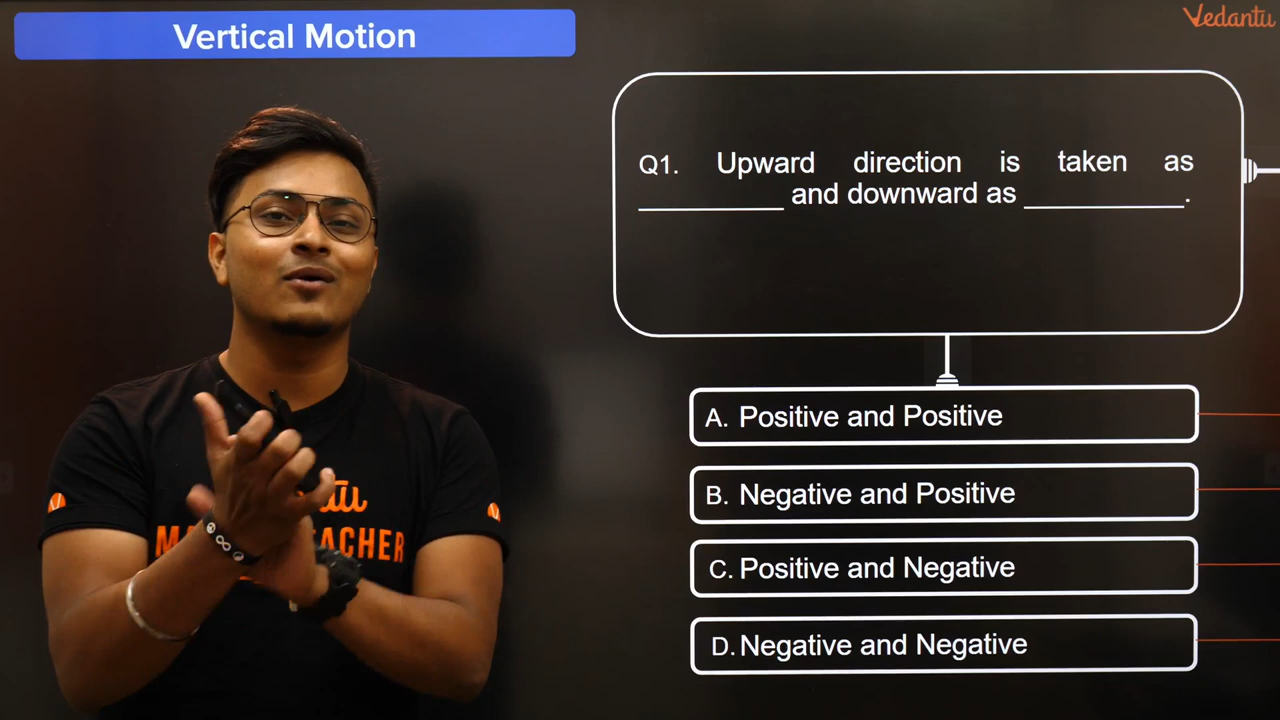 Vertical Motion
Vedantu
Q1. Upward direction is taken as
__________ and downward as ___________.
A. Positive and Positive
B. Negative and Positive
C. Positive and Negative
D. Negative and Negative